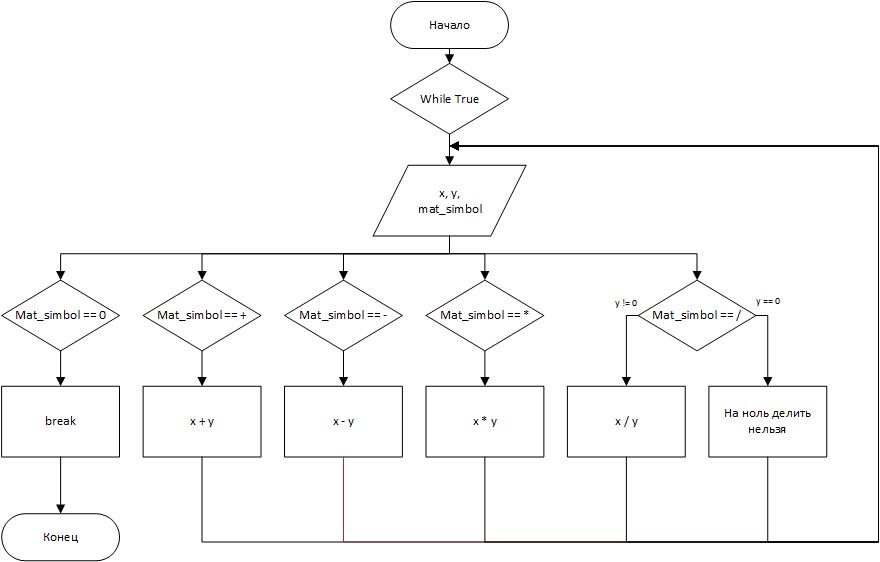 Начало
While True
x, y,
mat_simbol
Mat_simbol == 0
Mat_simbol == +
Mat_simbol == -
Mat_simbol == *
y != 0
Mat_simbol == /
y == 0
break
x + y
x - y
x * y
x / y
На ноль делить
нельзя
Конец